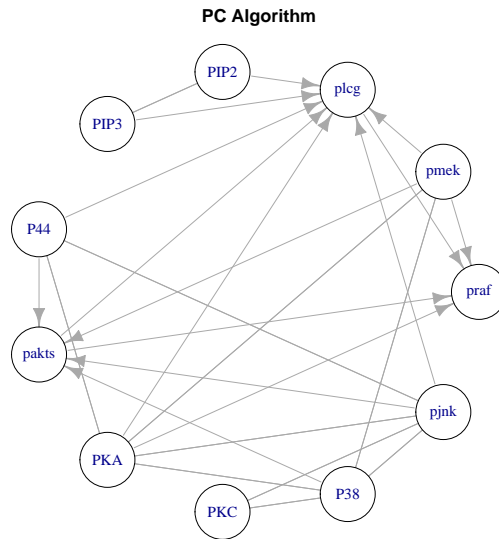 PC Algorithm
PIP2
plcg
PIP3
pmek
P44
praf
pakts
pjnk
PKA
P38
PKC